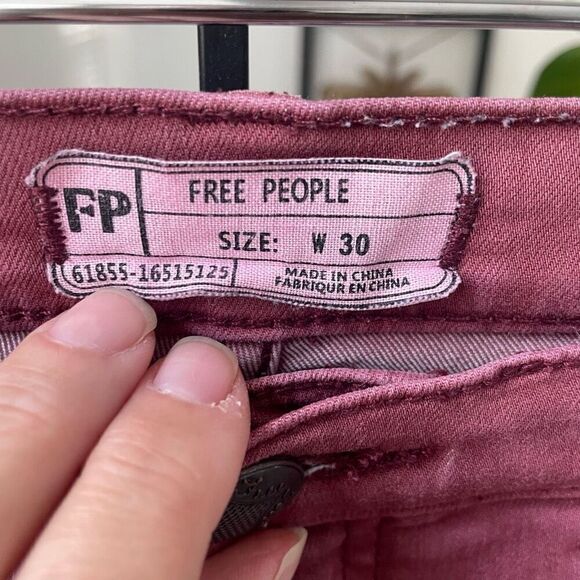 FP
FREE PEOPLE
SIZE: W 30
61855-16515125
MADE IN CHINA
FABRIQUR EN CHINA